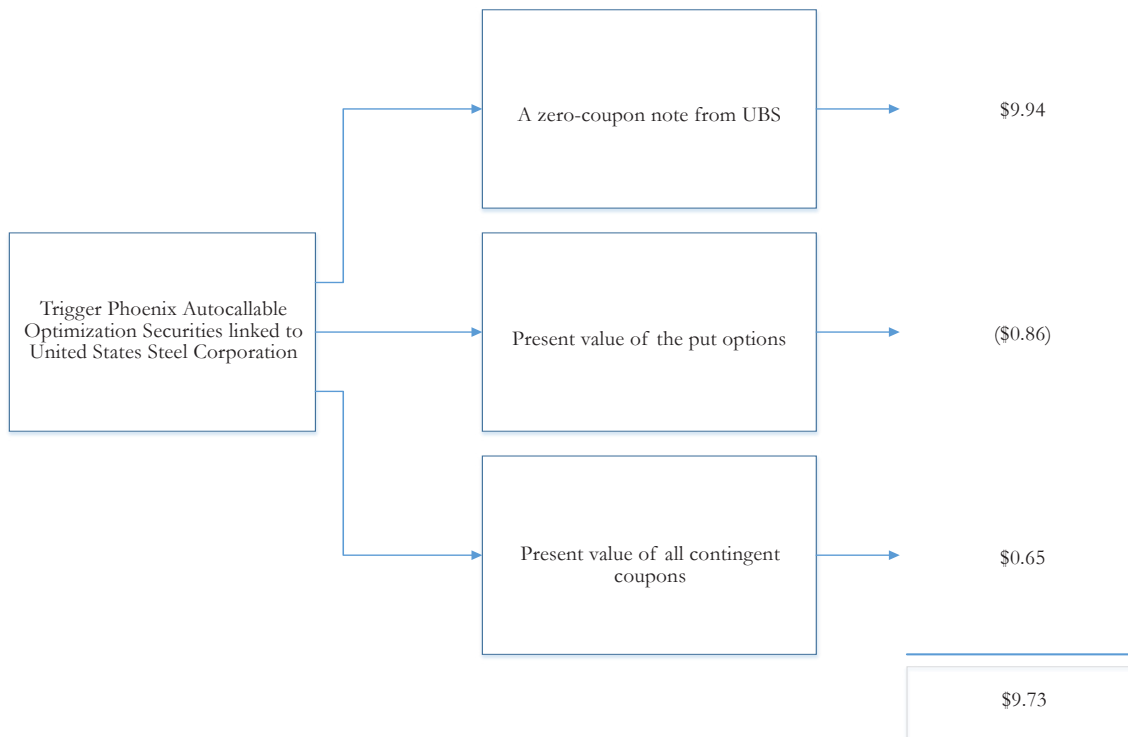 A zero-coupon note from UBS
$9.94
Trigger Phoenix Autocallable
Optimization Securities linked to
United States Steel Corporation
Present value of the put options
($0.86)
Present value of all contingent
coupons
$0.65
$9.73